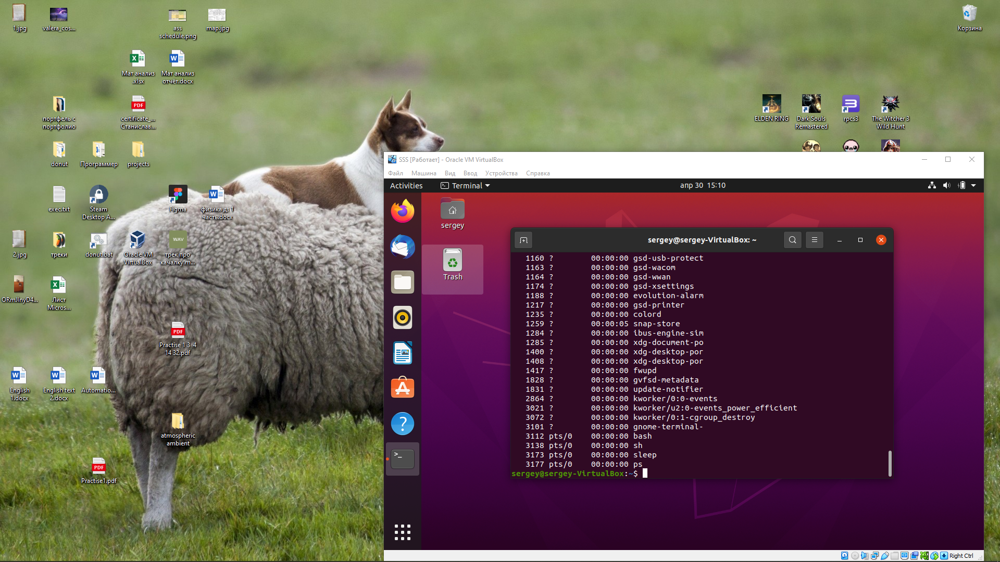 1.jpg
valera_cos...
ass
schedule.png
map.jpg
Корзина
Мат анализ
.xlsx
Мат анализ
отчёт.docx
портфель с
портфолио
PDF
certificate_...
Станислав...
ELDEN RING
Dark Souls
Remastered
rpcs3
The Witcher 3
Wild Hunt
donut
Программер
projects
exec.txt
Steam
Desktop A...
Figma
физика дз 1
часть.docx
2.jpg
треки
donut.bat
Oracle VM
VirtualBox
WAV
трек про
качалку.m...
ORmJlnyD4...
Лист
Micros...
PDF
Practise 1 3 4
14 32.pdf
English
1.docx
English text
2.docx
Automatio...
atmospheric
ambient
PDF
Practise1.pdf
SSS [Работает] - Oracle VM VirtualBox
Файл Машина Вид Ввод Устройства Справка
Activities Terminal апр 30 15:10
sergey
Trash
sergey@sergey-VirtualBox: ~
1160 ? 00:00:00 gsd-usb-protect
1163 ? 00:00:00 gsd-wacom
1164 ? 00:00:00 gsd-wwan
1174 ? 00:00:00 gsd-xsettings
1188 ? 00:00:00 evolution-alarm
1217 ? 00:00:00 gsd-printer
1235 ? 00:00:00 colord
1259 ? 00:00:05 snap-store
1284 ? 00:00:00 ibus-engine-sim
1285 ? 00:00:00 xdg-document-po
1400 ? 00:00:00 xdg-desktop-por
1408 ? 00:00:00 xdg-desktop-por
1417 ? 00:00:00 fwupd
1828 ? 00:00:00 gvfsd-metadata
1831 ? 00:00:00 update-notifier
2864 ? 00:00:00 kworker/0:0-events
3021 ? 00:00:00 kworker/u2:0-events_power_efficient
3072 ? 00:00:00 kworker/0:1-cgroup_destroy
3101 ? 00:00:00 gnome-terminal-
3112 pts/0 00:00:00 bash
3138 pts/0 00:00:00 sh
3173 pts/0 00:00:00 sleep
3177 pts/0 00:00:00 ps
sergey@sergey-VirtualBox:~$
Right Ctrl